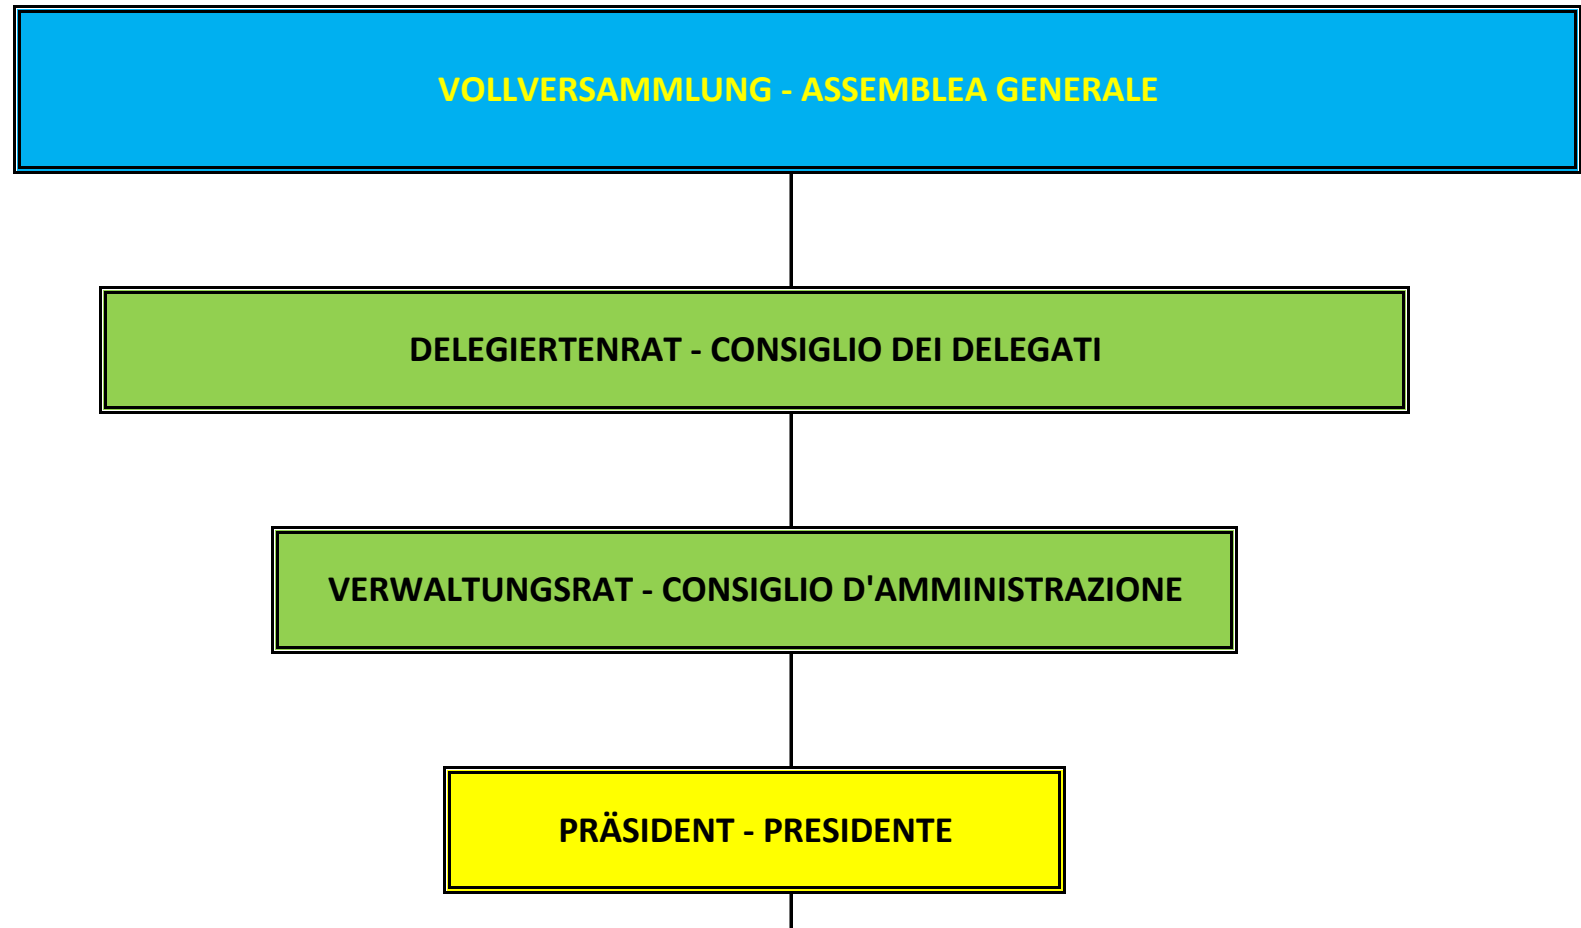 VOLLVERSAMMLUNG - ASSEMBLEA GENERALE
DELEGIERTENRAT - CONSIGLIO DEI DELEGATI
VERWALTUNGSRAT - CONSIGLIO D'AMMINISTRAZIONE
PRÄSIDENT - PRESIDENTE